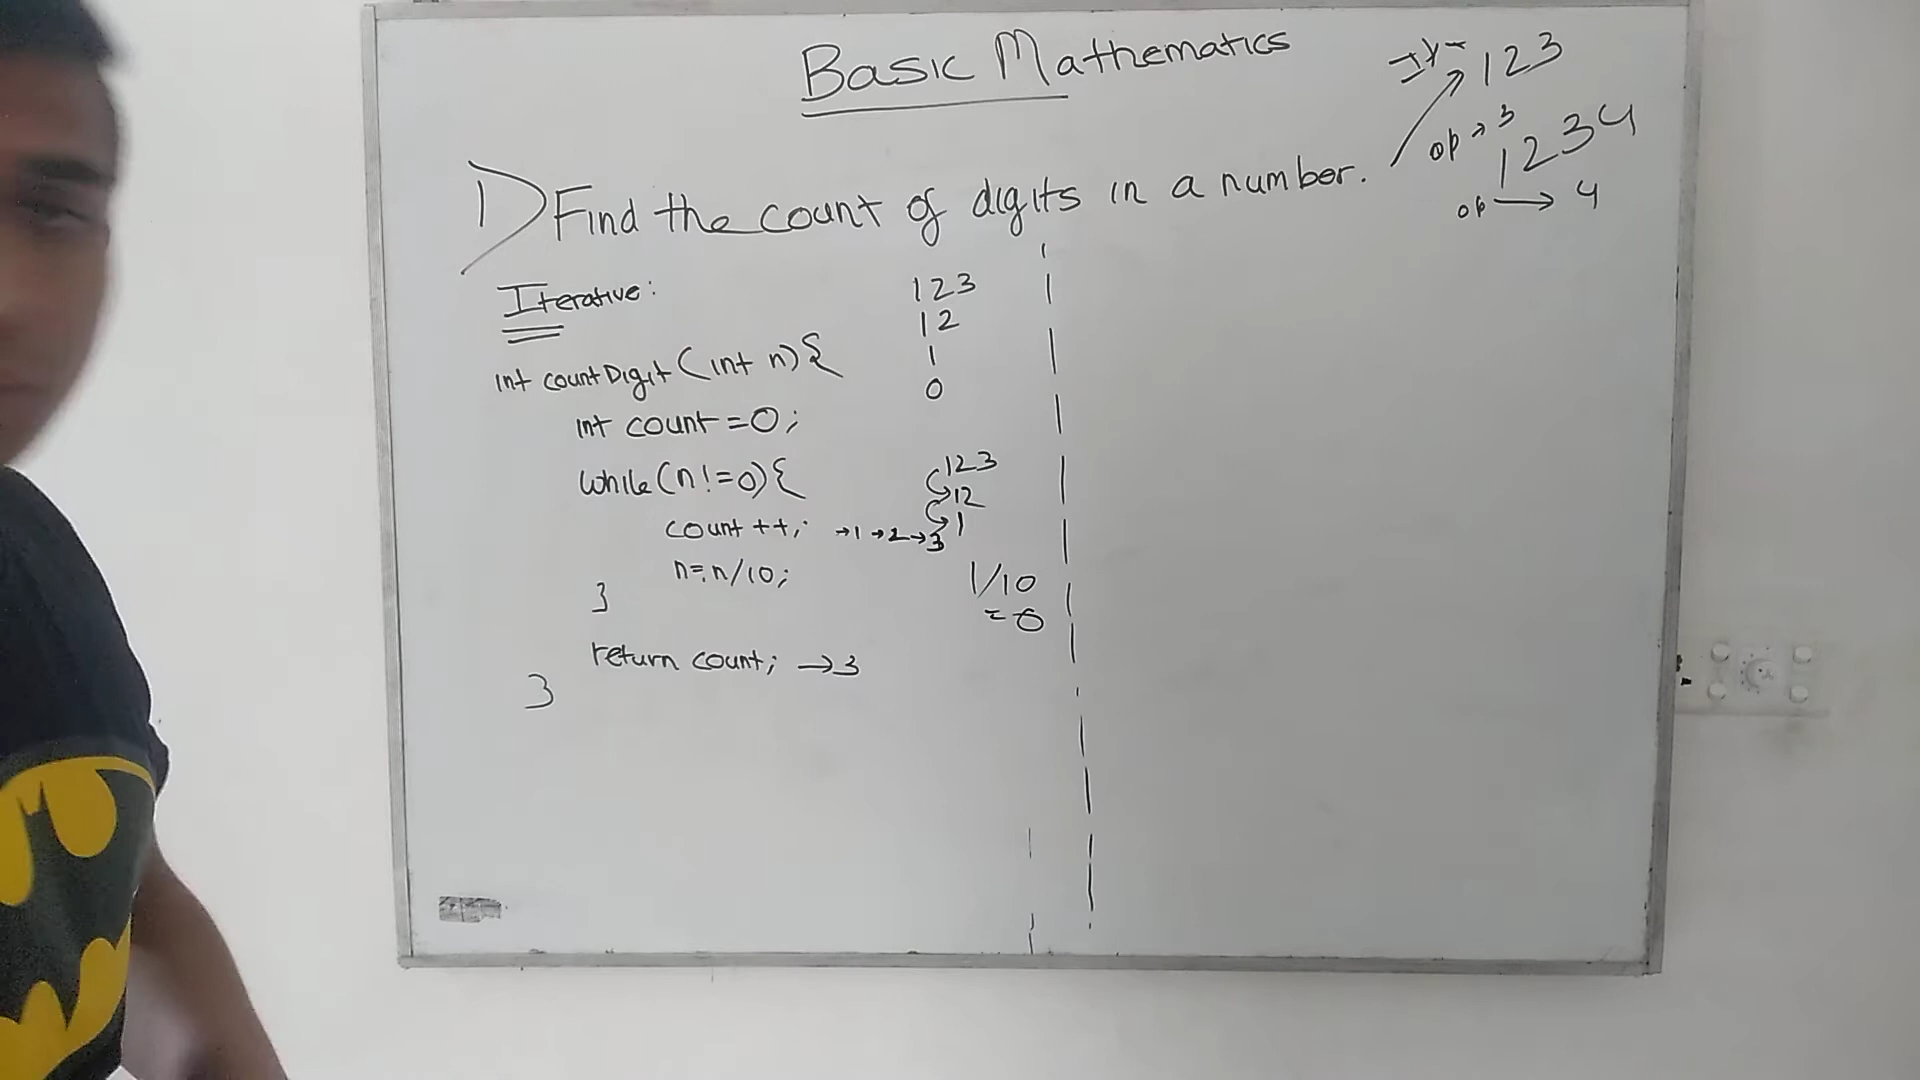 Basic Mathematics
123
op → 3
1234
op → 4
1) Find the count of digits in a number.
Iterative:
int countDigit(int n){
int count=0;
while(n!=0){
count++; →1→2→3
n=n/10;
}
return count; →3
}
123
12
1
0
123
12
1
1/10
=0